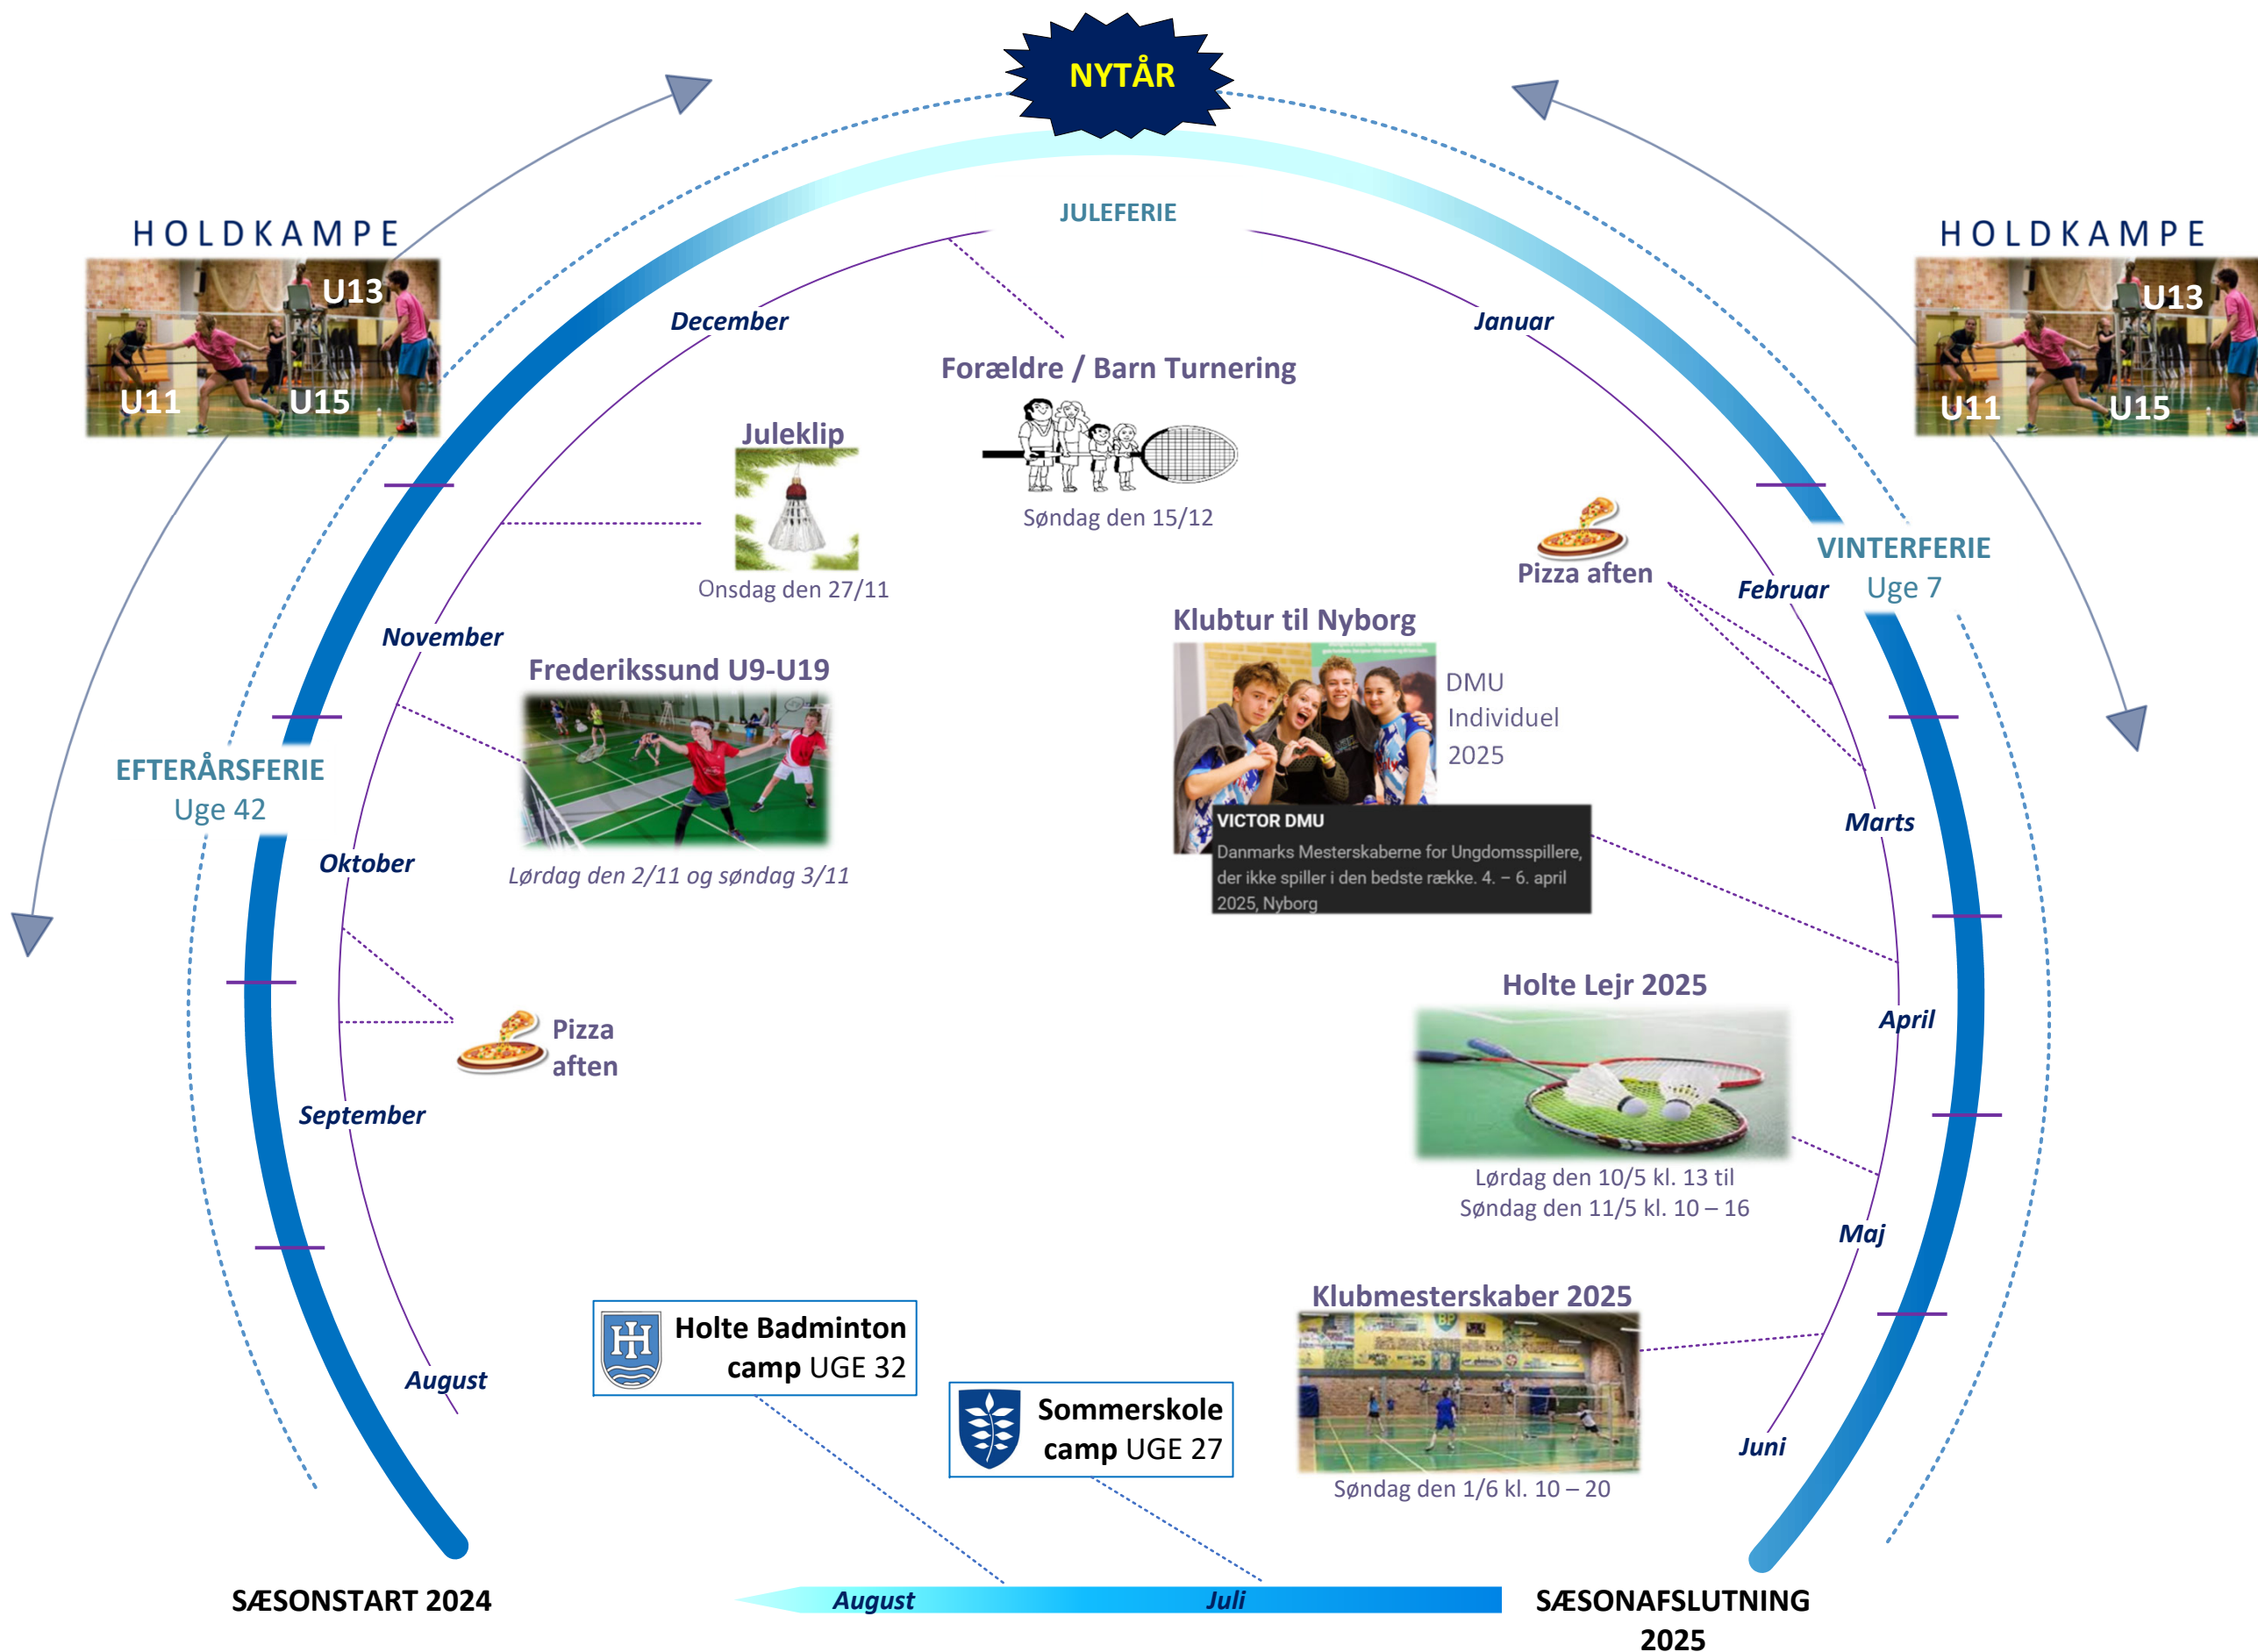 NYTÅR
JULEFERIE
HOLDKAMPE
U13
U11
U15
HOLDKAMPE
U13
U11
U15
December
Januar
Forældre / Barn Turnering
Søndag den 15/12
Juleklip
Onsdag den 27/11
Pizza aften
VINTERFERIE
Uge 7
Februar
November
Frederikssund U9-U19
Lørdag den 2/11 og søndag 3/11
Klubtur til Nyborg
DMU
Individuel
2025
VICTOR DMU
Danmarks Mesterskaberne for Ungdomsspillere,
der ikke spiller i den bedste række. 4. – 6. april
2025, Nyborg
EFTERÅRSFERIE
Uge 42
Oktober
Marts
Pizza
aften
Holte Lejr 2025
Lørdag den 10/5 kl. 13 til
Søndag den 11/5 kl. 10 – 16
April
September
Maj
Klubmesterskaber 2025
BP
Søndag den 1/6 kl. 10 – 20
Holte Badminton
camp UGE 32
Sommerskole
camp UGE 27
August
Juni
SÆSONSTART 2024
August
Juli
SÆSONAFSLUTNING
2025